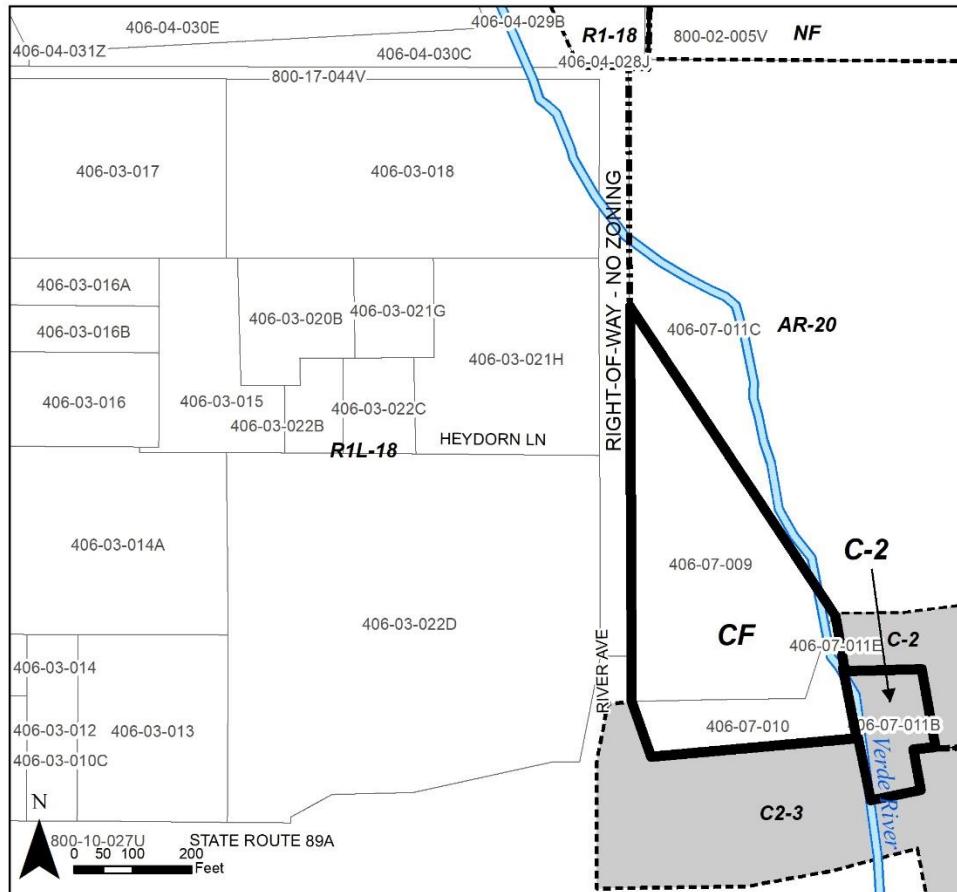 406-04-030E
406-04-029B
R1-18
800-02-005V
NF
406-04-031Z
406-04-030C
406-04-028J
800-17-044V
406-03-017
406-03-018
RIGHT-OF-WAY - NO ZONING
406-03-016A
406-03-016B
406-03-020B
406-03-021G
406-07-011C
AR-20
406-03-021H
406-03-016
406-03-015
406-03-022B
406-03-022C
HEYDORN LN
R1L-18
406-03-014A
406-07-009
C-2
406-03-022D
CF
406-07-011E
C-2
406-03-014
RIVER AVE
406-03-012
406-03-013
406-07-010
406-07-011B
406-03-010C
Verde River
N
800-10-027U
STATE ROUTE 89A
C2-3
0 50 100 200
Feet